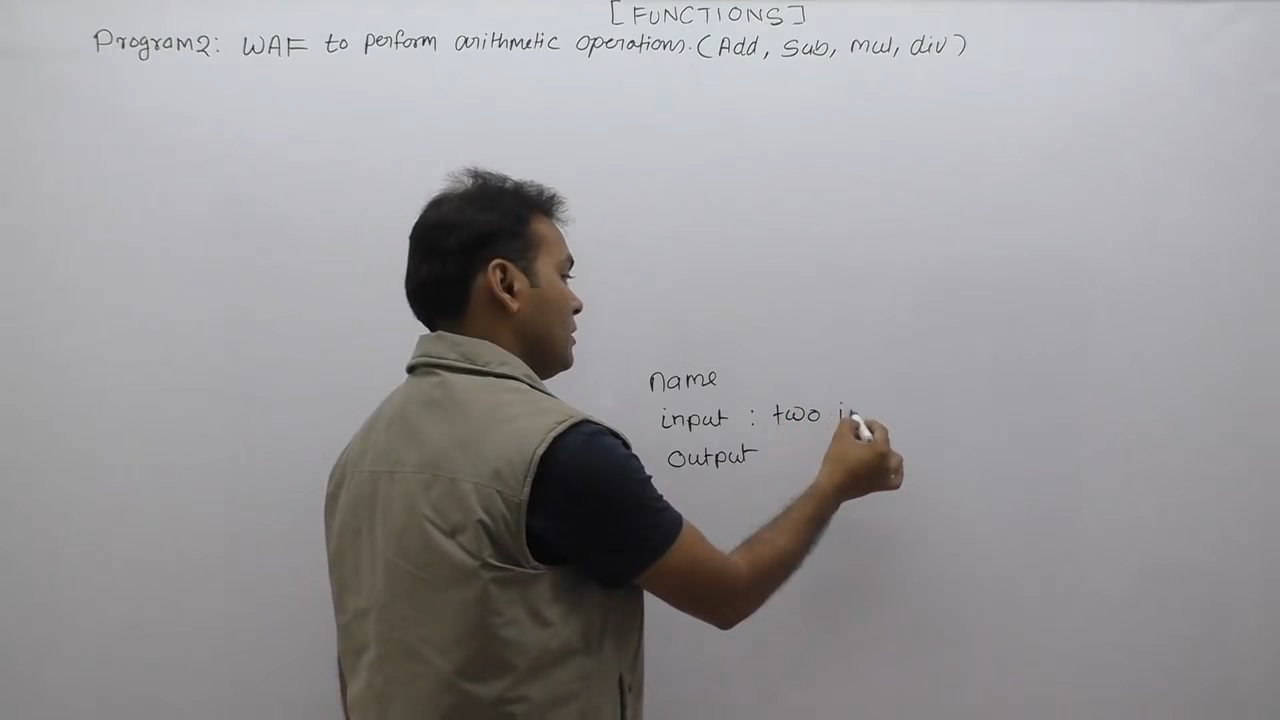 [FUNCTIONS]
Program2: WAF to perform arithmetic operations. (Add, Sub, mul, div)
name
input : two i
output